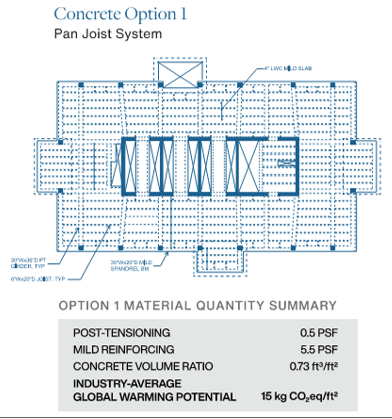 Concrete Option 1
Pan Joist System
4" LWC MILD SLAB
30"Wx16"D PT
GIRDER, TYP
6"Wx20"D JOIST, TYP
30"Wx20"D MILD
SPANDREL BM
OPTION 1 MATERIAL QUANTITY SUMMARY
POST-TENSIONING 0.5 PSF
MILD REINFORCING 5.5 PSF
CONCRETE VOLUME RATIO 0.73 ft³/ft²
INDUSTRY-AVERAGE
GLOBAL WARMING POTENTIAL 15 kg CO₂eq/ft²